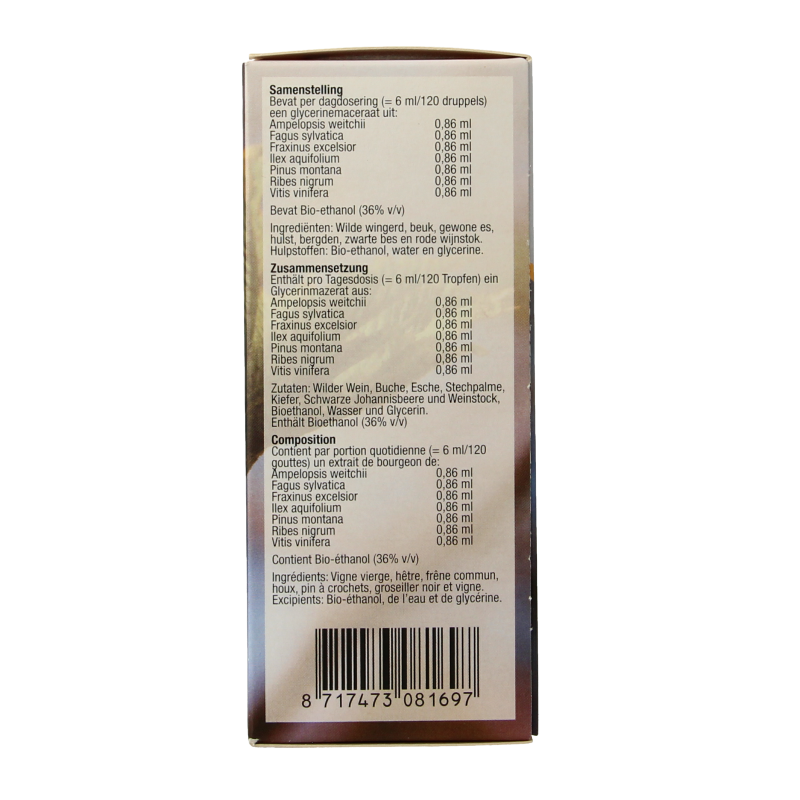 Samenstelling
Bevat per dagdosering (= 6 ml/120 druppels)
een glycerinemaceraat uit:
Ampelopsis weitchii 0,86 ml
Fagus sylvatica 0,86 ml
Fraxinus excelsior 0,86 ml
Ilex aquifolium 0,86 ml
Pinus montana 0,86 ml
Ribes nigrum 0,86 ml
Vitis vinifera 0,86 ml
Bevat Bio-ethanol (36% v/v)
Ingrediënten: Wilde wingerd, beuk, gewone es,
hulst, bergden, zwarte bes en rode wijnstok.
Hulpstoffen: Bio-ethanol, water en glycerine.
Zusammensetzung
Enthält pro Tagesdosis (= 6 ml/120 Tropfen) ein
Glycerinmazerat aus:
Ampelopsis weitchii 0,86 ml
Fagus sylvatica 0,86 ml
Fraxinus excelsior 0,86 ml
Ilex aquifolium 0,86 ml
Pinus montana 0,86 ml
Ribes nigrum 0,86 ml
Vitis vinifera 0,86 ml
Zutaten: Wilder Wein, Buche, Esche, Stechpalme,
Kiefer, Schwarze Johannisbeere und Weinstock,
Bioethanol, Wasser und Glycerin.
Enthält Bioethanol (36% v/v)
Composition
Contient par portion quotidienne (= 6 ml/120
gouttes) un extrait de bourgeon de:
Ampelopsis weitchii 0,86 ml
Fagus sylvatica 0,86 ml
Fraxinus excelsior 0,86 ml
Ilex aquifolium 0,86 ml
Pinus montana 0,86 ml
Ribes nigrum 0,86 ml
Vitis vinifera 0,86 ml
Contient Bio-éthanol (36% v/v)
Ingrédients: Vigne vierge, hêtre, frêne commun,
houx, pin à crochets, groseiller noir et vigne.
Excipients: Bio-éthanol, de l'eau et de glycérine.
8 717473 081697